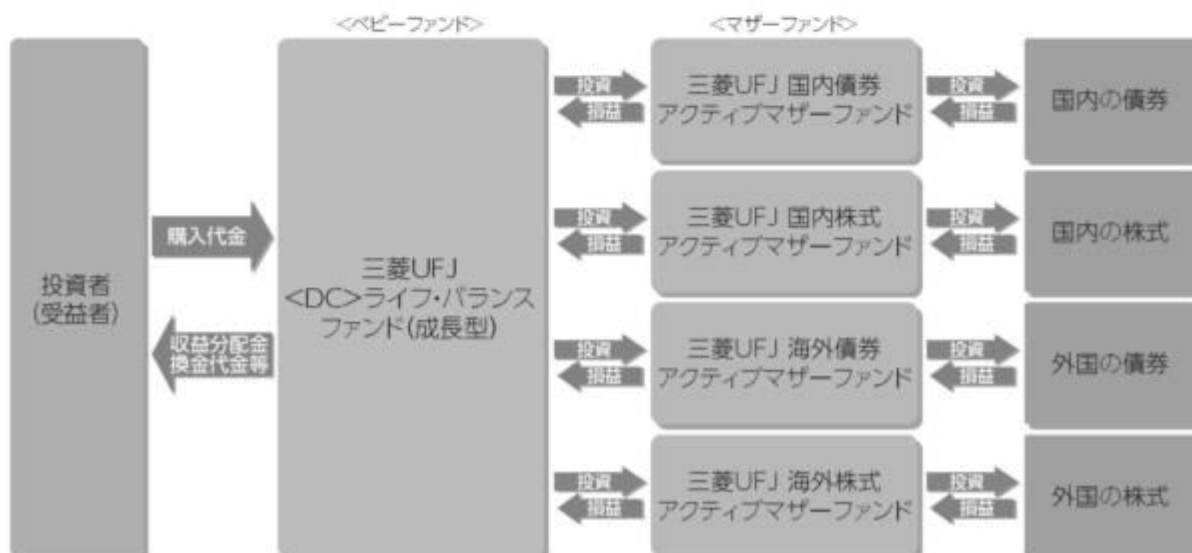 <ベビーファンド>
<マザーファンド>
投資者
(受益者)
購入代金
収益分配金
換金代金等
三菱UFJ
<DC>ライフ・バランス
ファンド(成長型)
投資
損益
三菱UFJ 国内債券
アクティブマザーファンド
投資
損益
国内の債券
投資
損益
三菱UFJ 国内株式
アクティブマザーファンド
投資
損益
国内の株式
投資
損益
三菱UFJ 海外債券
アクティブマザーファンド
投資
損益
外国の債券
投資
損益
三菱UFJ 海外株式
アクティブマザーファンド
投資
損益
外国の株式